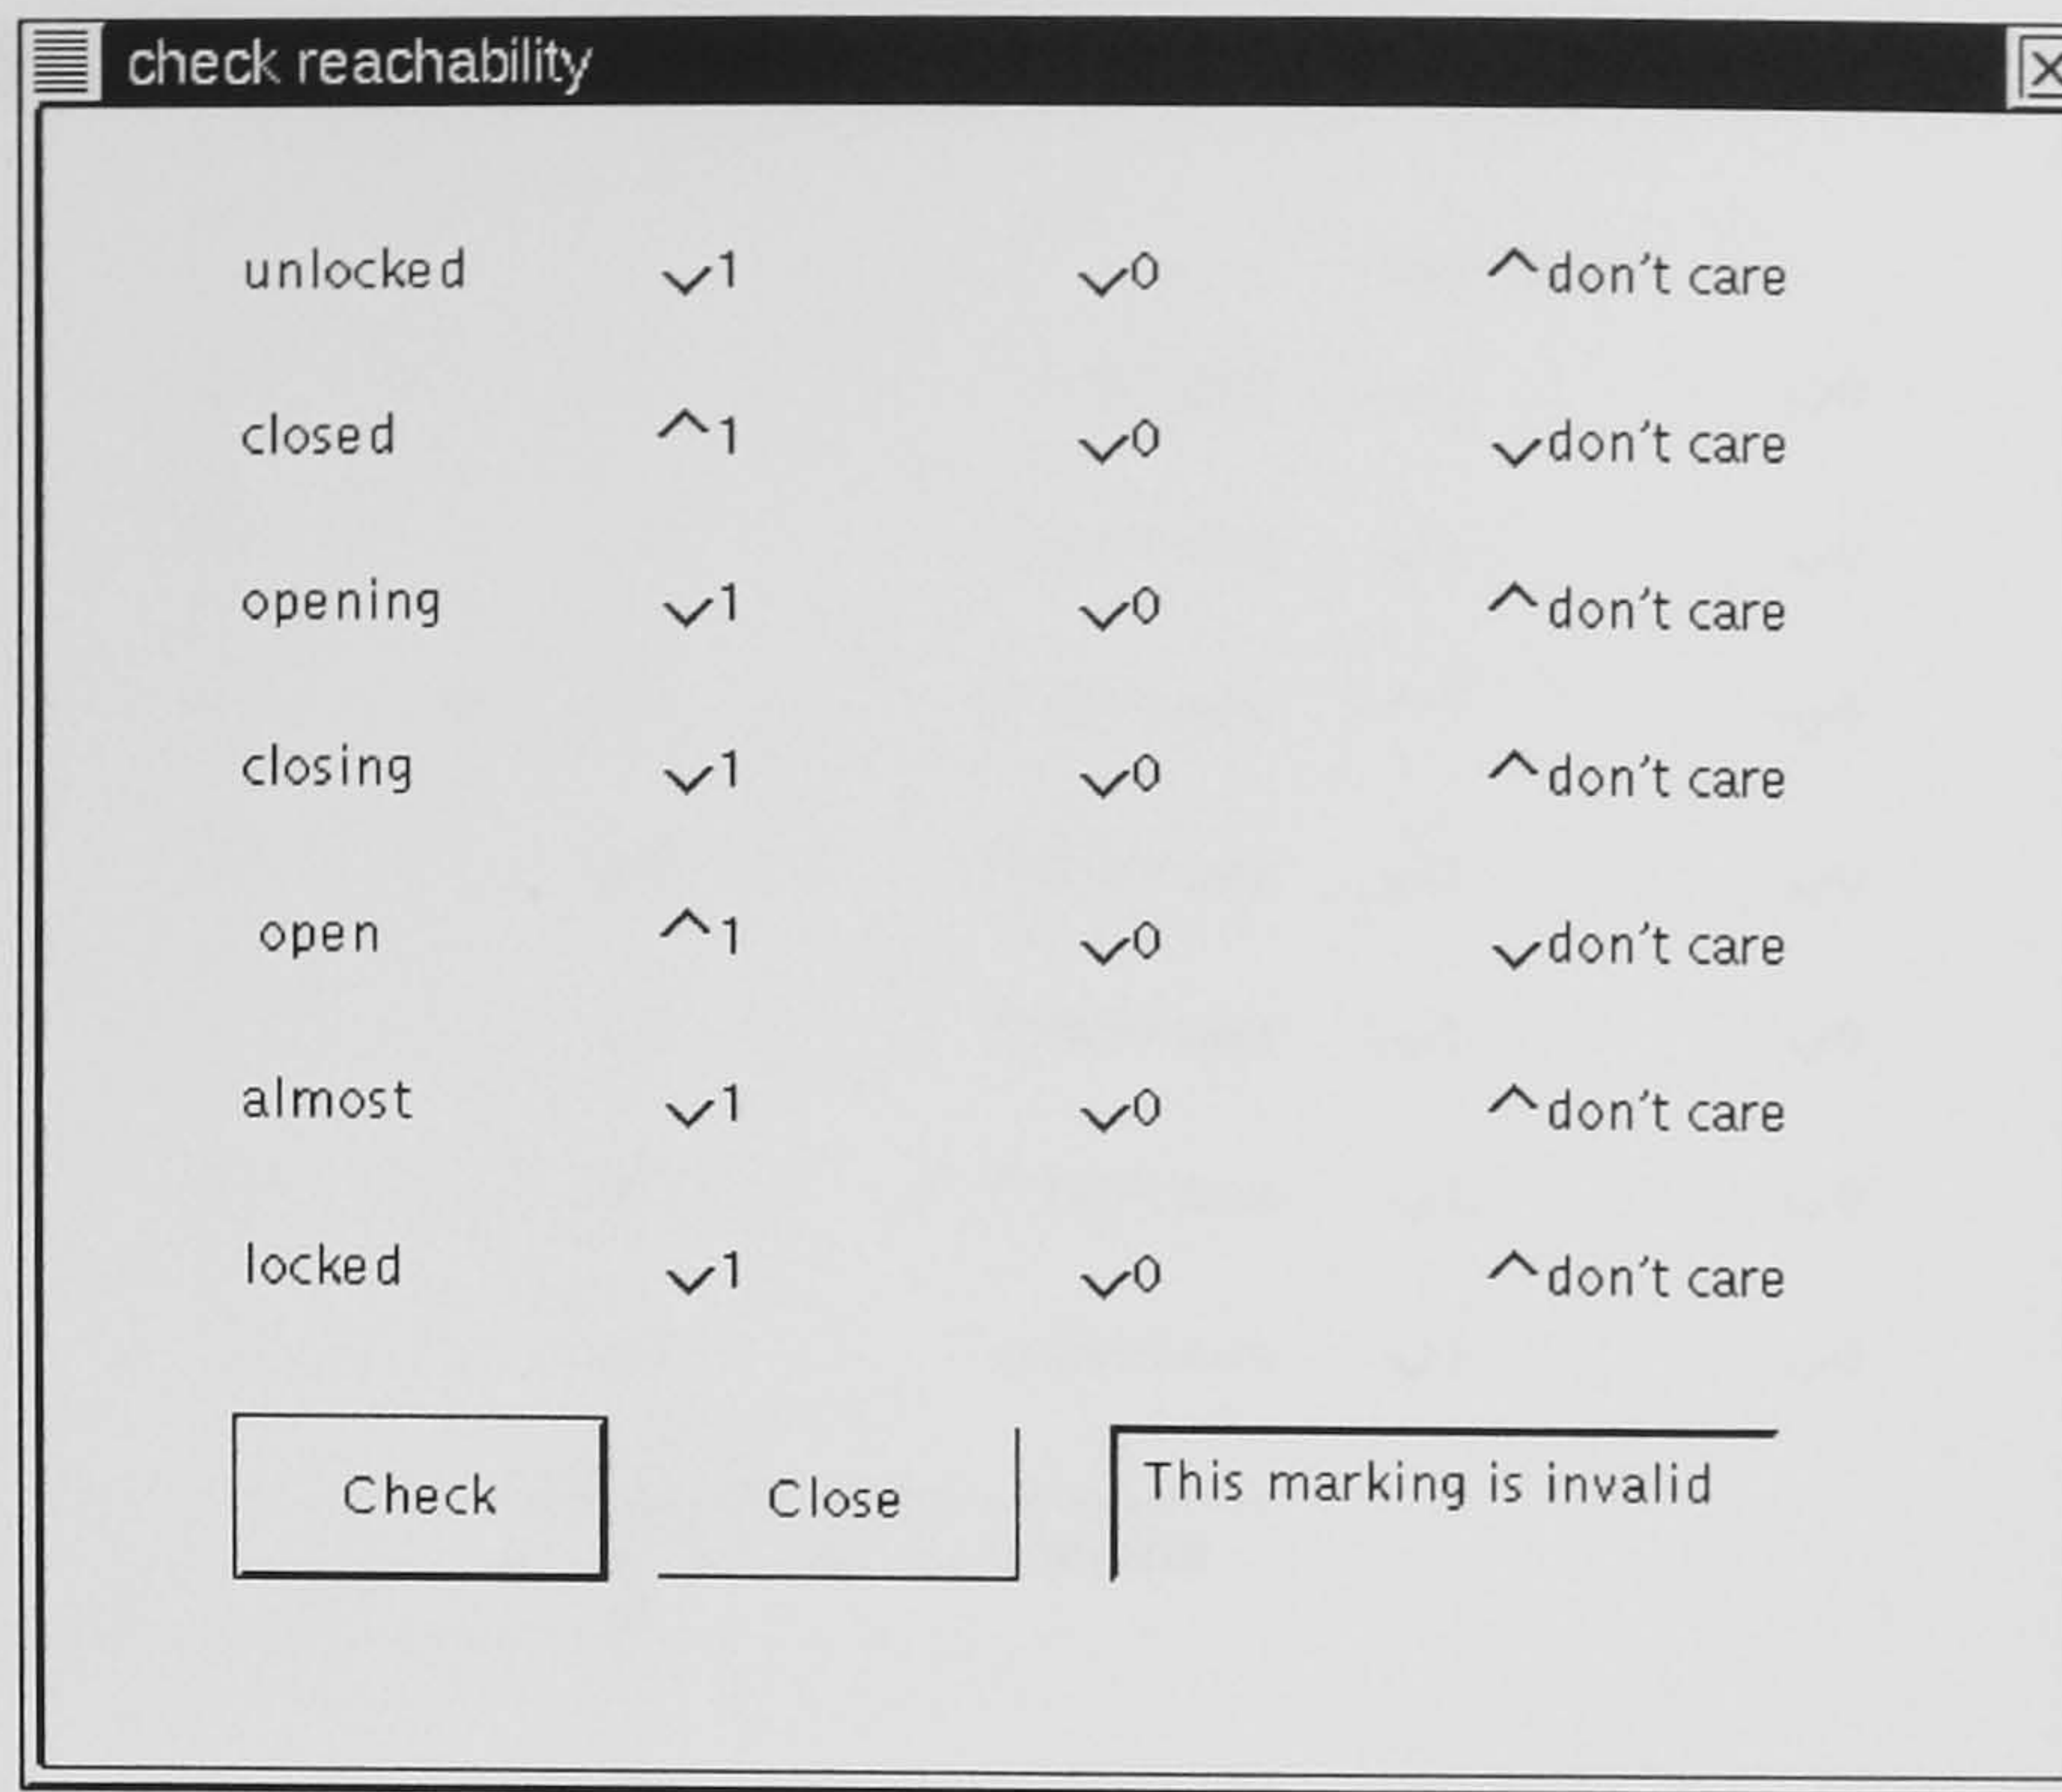 check reachability
unlocked 1 0 don't care
closed 1 0 don't care
opening 1 0 don't care
closing 1 0 don't care
open 1 0 don't care
almost 1 0 don't care
locked 1 0 don't care
Check Close This marking is invalid